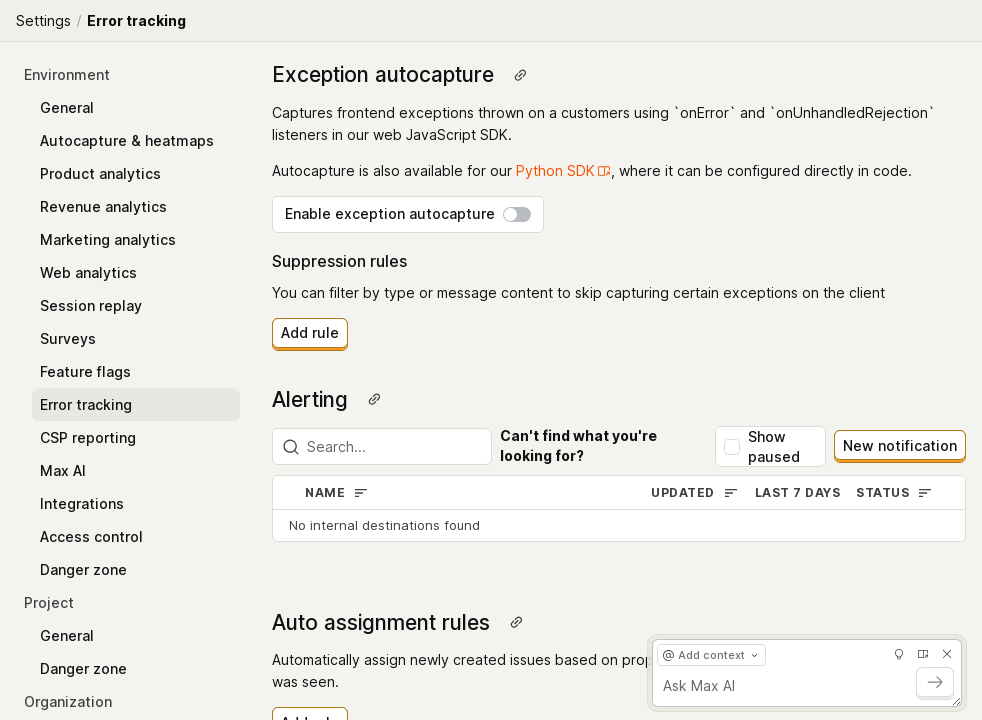 Settings / Error tracking
Environment
General
Autocapture & heatmaps
Product analytics
Revenue analytics
Marketing analytics
Web analytics
Session replay
Surveys
Feature flags
Error tracking
CSP reporting
Max AI
Integrations
Access control
Danger zone
Project
General
Danger zone
Organization
Exception autocapture
Captures frontend exceptions thrown on a customers using `onError` and `onUnhandledRejection`
listeners in our web JavaScript SDK.
Autocapture is also available for our Python SDK, where it can be configured directly in code.
Enable exception autocapture
Suppression rules
You can filter by type or message content to skip capturing certain exceptions on the client
Add rule
Alerting
Search...
Can't find what you're
looking for?
Show
paused
New notification
NAME UPDATED LAST 7 DAYS STATUS
No internal destinations found
Auto assignment rules
Automatically assign newly created issues based on
was seen.
@ Add context
Ask Max AI